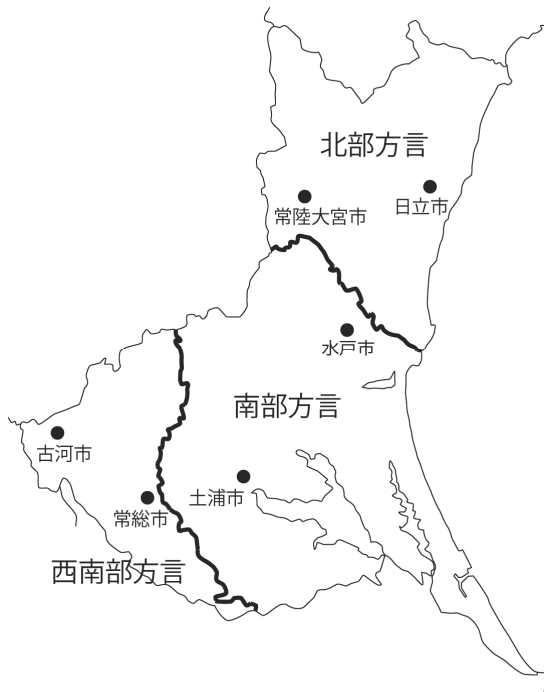 北部方言
日立市
常陸大宮市
水戸市
南部方言
古河市
土浦市
常総市
西南部方言